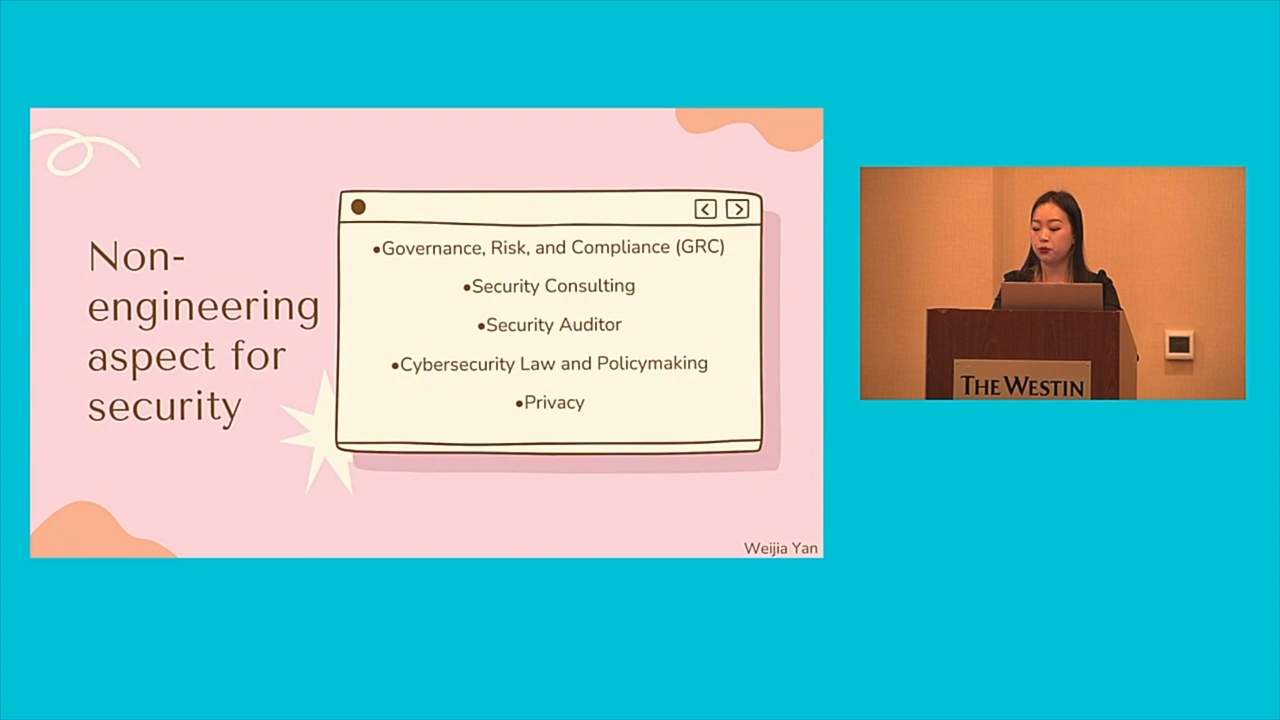 Non-
engineering
aspect for
security
•Governance, Risk, and Compliance (GRC)
•Security Consulting
•Security Auditor
•Cybersecurity Law and Policymaking
•Privacy
Weijia Yan
THE WESTIN